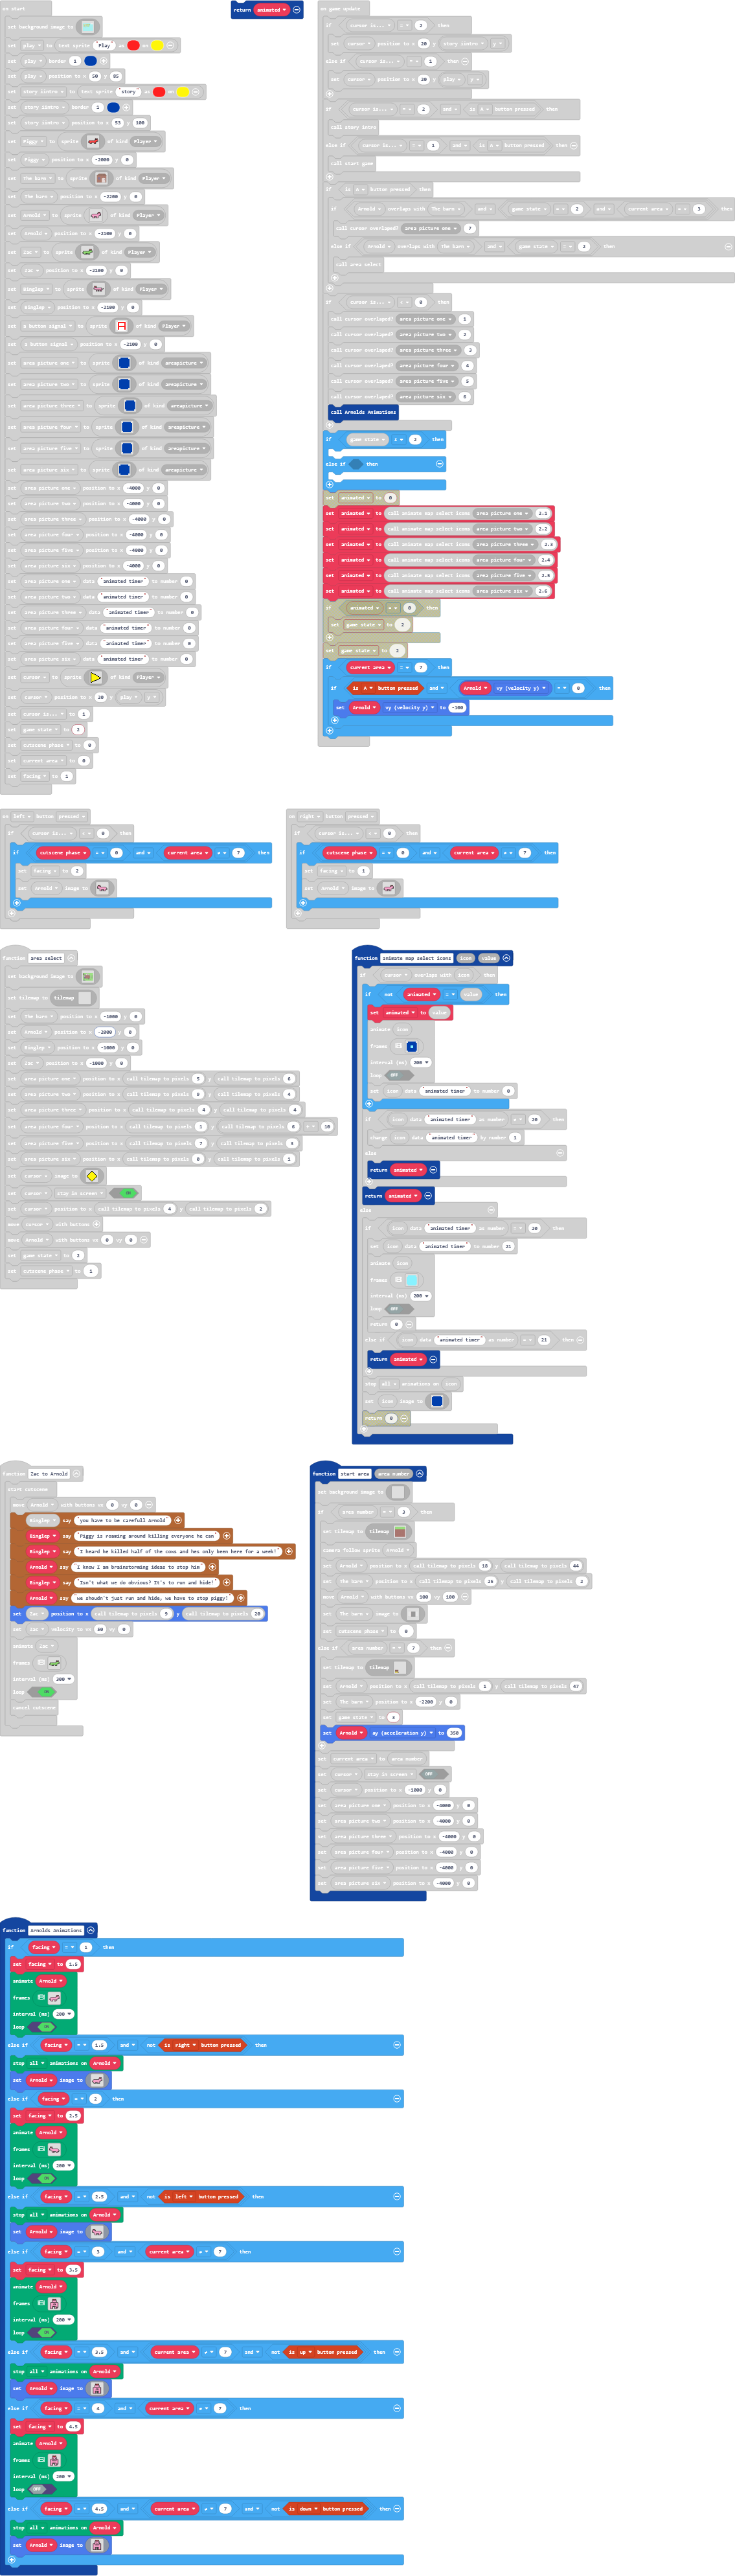 on start
set background image to
set play to text sprite "Play" as on
set play border 1
set play position to x 50 y 85
set story iintro to text sprite "story" as on
set story iintro border 1
set story iintro position to x 53 y 100
set Piggy to sprite of kind Player
set Piggy position to x -2000 y 0
set The barn to sprite of kind Player
set The barn position to x -2200 y 0
set Arnold to sprite of kind Player
set Arnold position to x -2100 y 0
set Zac to sprite of kind Player
set Zac position to x -2100 y 0
set Binglep to sprite of kind Player
set Binglep position to x -2100 y 0
set a button signal to sprite of kind Player
set a button signal position to x -2100 y 0
set area picture one to sprite of kind areapicture
set area picture two to sprite of kind areapicture
set area picture three to sprite of kind areapicture
set area picture four to sprite of kind areapicture
set area picture five to sprite of kind areapicture
set area picture six to sprite of kind areapicture
set area picture one position to x -4000 y 0
set area picture two position to x -4000 y 0
set area picture three position to x -4000 y 0
set area picture four position to x -4000 y 0
set area picture five position to x -4000 y 0
set area picture six position to x -4000 y 0
set area picture one data "animated timer" to number 0
set area picture two data "animated timer" to number 0
set area picture three data "animated timer" to number 0
set area picture four data "animated timer" to number 0
set area picture five data "animated timer" to number 0
set area picture six data "animated timer" to number 0
set cursor to sprite of kind Player
set cursor position to x 20 y play y
set cursor is... to 1
set game state to 2
set cutscene phase to 0
set current area to 0
set facing to 1
return animated
on game update
if cursor is... = 2 then
set cursor position to x 20 y story iintro y
else if cursor is... = 1 then
set cursor position to x 20 y play y
if cursor is... = 2 and is A button pressed then
call story intro
else if cursor is... = 1 and is A button pressed then
call start game
if is A button pressed then
if Arnold overlaps with The barn and game state = 2 and current area = 3 then
call cursor overlaped? area picture one 7
else if Arnold overlaps with The barn and game state = 2 then
call area select
if cursor is... < 0 then
call cursor overlaped? area picture one 1
call cursor overlaped? area picture two 2
call cursor overlaped? area picture three 3
call cursor overlaped? area picture four 4
call cursor overlaped? area picture five 5
call cursor overlaped? area picture six 6
call Arnolds Animations
if game state = 2 then
else if then
set animated to 0
set animated to call animate map select icons area picture one 2.1
set animated to call animate map select icons area picture two 2.2
set animated to call animate map select icons area picture three 2.3
set animated to call animate map select icons area picture four 2.4
set animated to call animate map select icons area picture five 2.5
set animated to call animate map select icons area picture six 2.6
if animated = 0 then
set game state to 2
set game state to 2
if current area = 7 then
if is A button pressed and Arnold vy (velocity y) = 0 then
set Arnold vy (velocity y) to -100
on left button pressed
if cursor is... < 0 then
if cutscene phase = 0 and current area ≠ 7 then
set facing to 2
set Arnold image to
on right button pressed
if cursor is... < 0 then
if cutscene phase = 0 and current area ≠ 7 then
set facing to 1
set Arnold image to
function area select
set background image to
set tilemap to tilemap
set The barn position to x -1000 y 0
set Arnold position to x -2000 y 0
set Binglep position to x -1000 y 0
set Zac position to x -1000 y 0
set area picture one position to x call tilemap to pixels 5 y call tilemap to pixels 6
set area picture two position to x call tilemap to pixels 9 y call tilemap to pixels 4
set area picture three position to x call tilemap to pixels 4 y call tilemap to pixels 4
set area picture four position to x call tilemap to pixels 1 y call tilemap to pixels 6 + 10
set area picture five position to x call tilemap to pixels 7 y call tilemap to pixels 3
set area picture six position to x call tilemap to pixels 0 y call tilemap to pixels 1
set cursor image to
set cursor stay in screen ON
set cursor position to x call tilemap to pixels 4 y call tilemap to pixels 2
move cursor with buttons
move Arnold with buttons vx 0 vy 0
set game state to 2
set cutscene phase to 1
function animate map select icons icon value
if cursor overlaps with icon then
if not animated = value then
set animated to value
animate icon
frames
interval (ms) 200
loop OFF
set icon data "animated timer" to number 0
if icon data "animated timer" as number < 20 then
change icon data "animated timer" by number 1
else
return animated
return animated
else
if icon data "animated timer" as number < 20 then
set icon data "animated timer" to number 21
animate icon
frames
interval (ms) 200
loop OFF
return 0
else if icon data "animated timer" as number < 21 then
return animated
stop all animations on icon
set icon image to
return 0
function Zac to Arnold
start cutscene
move Arnold with buttons vx 0 vy 0
Binglep say "you have to be carefull Arnold"
Binglep say "Piggy is roaming around killing everyone he can"
Binglep say "I heard he killed half of the cous and hes only been here for a week!"
Arnold say "I know I am brainstorming ideas to stop him"
Binglep say "Isn't what we do obvious? It's to run and hide!"
Arnold say "we shoudn't just run and hide, we have to stop piggy!"
set Zac position to x call tilemap to pixels 9 y call tilemap to pixels 20
set Zac velocity to vx 50 vy 0
animate Zac
frames
interval (ms) 300
loop ON
cancel cutscene
function start area area number
set background image to
if area number = 3 then
set tilemap to tilemap
camera follow sprite Arnold
set Arnold position to x call tilemap to pixels 18 y call tilemap to pixels 44
set The barn position to x call tilemap to pixels 25 y call tilemap to pixels 2
move Arnold with buttons vx 100 vy 100
set The barn image to
set cutscene phase to 0
else if area number = 7 then
set tilemap to tilemap
set Arnold position to x call tilemap to pixels 1 y call tilemap to pixels 47
set The barn position to x -2200 y 0
set game state to 3
set Arnold ay (acceleration y) to 350
set current area to area number
set cursor stay in screen OFF
set cursor position to x -1000 y 0
set area picture one position to x -4000 y 0
set area picture two position to x -4000 y 0
set area picture three position to x -4000 y 0
set area picture four position to x -4000 y 0
set area picture five position to x -4000 y 0
set area picture six position to x -4000 y 0
function Arnolds Animations
if facing = 1 then
set facing to 1.5
animate Arnold
frames
interval (ms) 200
loop ON
else if facing = 1.5 and not is right button pressed then
stop all animations on Arnold
set Arnold image to
else if facing = 2 then
set facing to 2.5
animate Arnold
frames
interval (ms) 200
loop ON
else if facing = 2.5 and not is left button pressed then
stop all animations on Arnold
set Arnold image to
else if facing = 3 and current area ≠ 7 then
set facing to 3.5
animate Arnold
frames
interval (ms) 200
loop ON
else if facing = 3.5 and current area ≠ 7 and not is up button pressed then
stop all animations on Arnold
set Arnold image to
else if facing = 4 and current area ≠ 7 then
set facing to 4.5
animate Arnold
frames
interval (ms) 200
loop OFF
else if facing = 4.5 and current area ≠ 7 and not is down button pressed then
stop all animations on Arnold
set Arnold image to